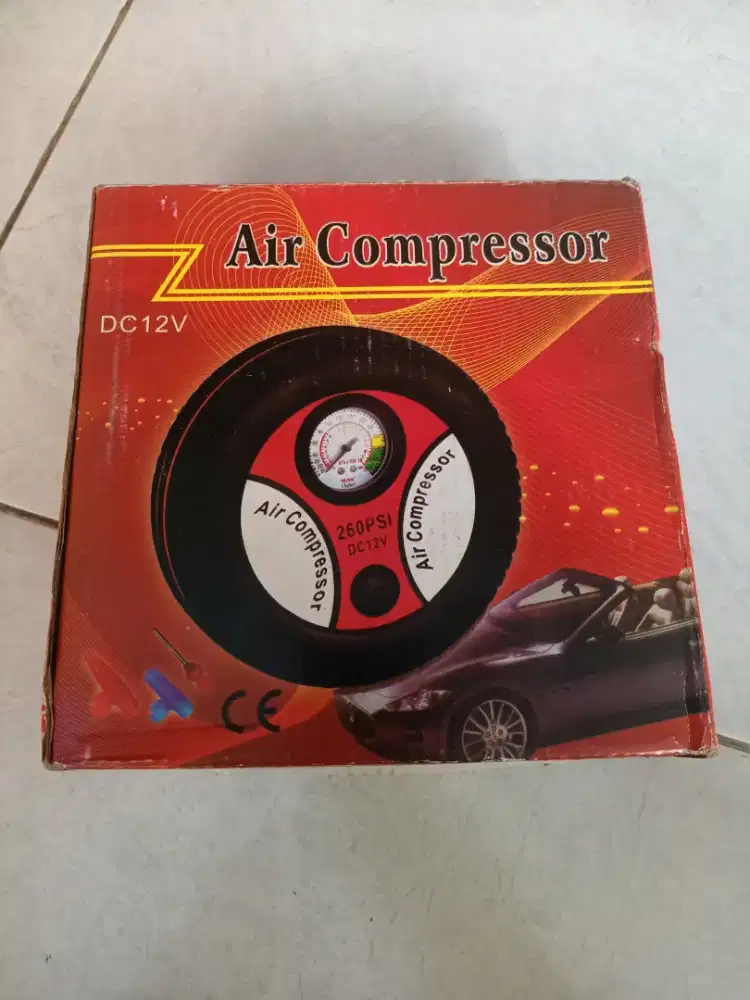 Air Compressor
DC12V
Air Compressor
260PSI
DC12V
Air Compressor
CE